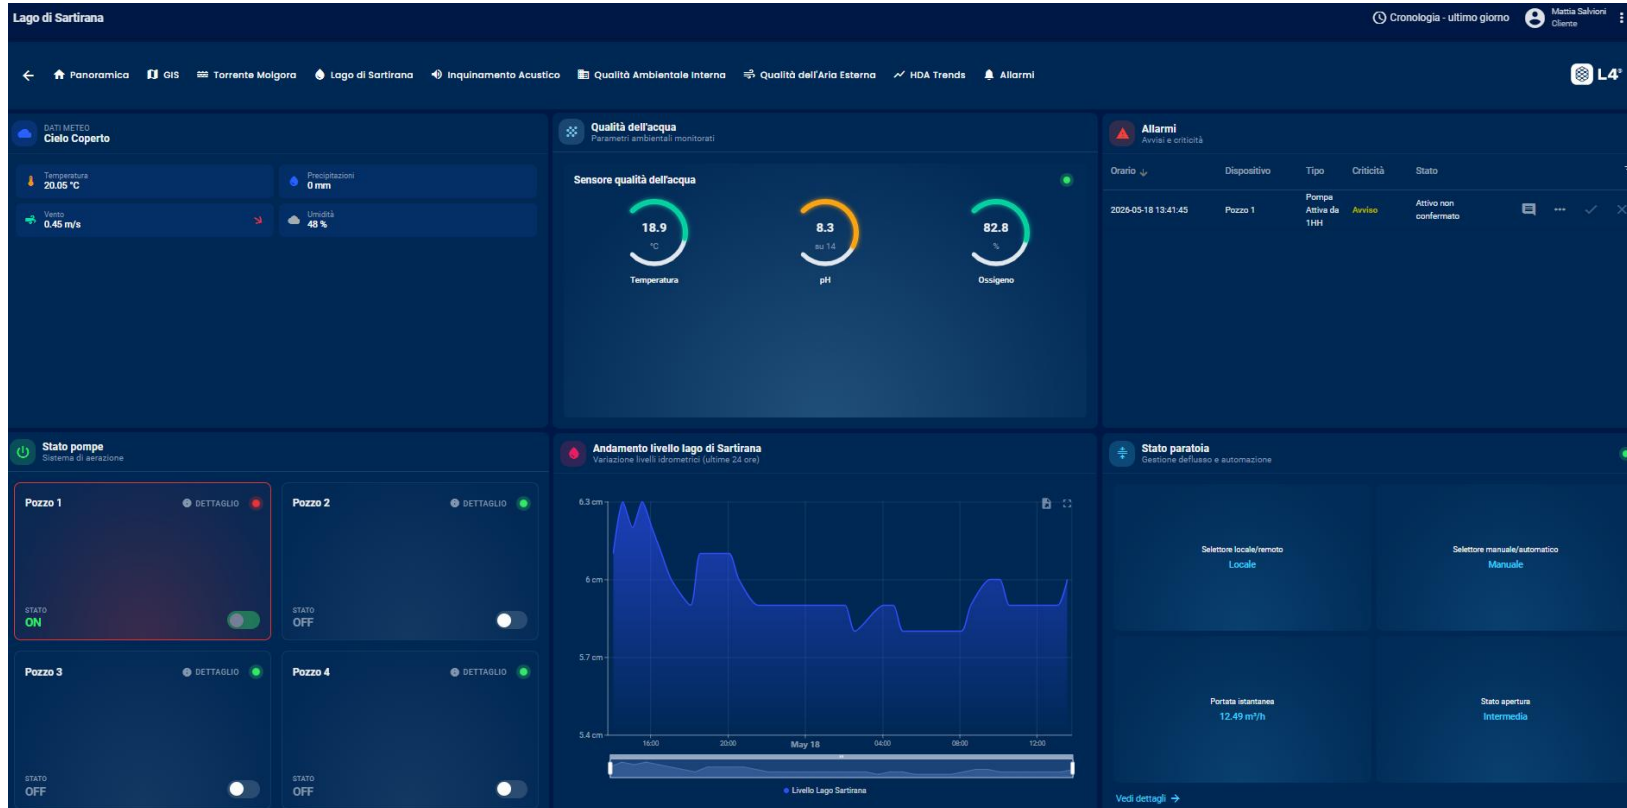 Lago di Sartirana
Cronologia - ultimo giorno
Mattia Salvioni
Cliente
Panoramica
GIS
Torrente Molgora
Lago di Sartirana
Inquinamento Acustico
Qualità Ambientale Interna
Qualità dell'Aria Esterna
HDA Trends
Allarmi
L4
DATI METEO
Cielo Coperto
Temperatura
20.05 °C
Precipitazioni
0 mm
Vento
0.45 m/s
Umidità
48 %
Qualità dell'acqua
Parametri ambientali monitorati
Sensore qualità dell'acqua
18.9
°C
Temperatura
8.3
su 14
pH
82.8
%
Ossigeno
Allarmi
Avvisi e criticità
Orario Dispositivo Tipo Criticità Stato
2026-05-18 13:41:45
Pozzo 1
Pompa
Attiva da
1HH
Avviso
Attivo non
confermato
Stato pompe
Sistema di aerazione
Pozzo 1
DETTAGLIO
STATO
ON
Pozzo 2
DETTAGLIO
STATO
OFF
Pozzo 3
DETTAGLIO
STATO
OFF
Pozzo 4
DETTAGLIO
STATO
OFF
Andamento livello lago di Sartirana
Variazione livelli idrometrici (ultime 24 ore)
6.3 cm
6 cm
5.7 cm
5.4 cm
16:00 20:00 May 18 04:00 08:00 12:00
Livello Lago Sartirana
Stato paratoia
Gestione deflusso e automazione
Selettore locale/remoto
Locale
Selettore manuale/automatico
Manuale
Portata istantanea
12.49 m³/h
Stato apertura
Intermedia
Vedi dettagli